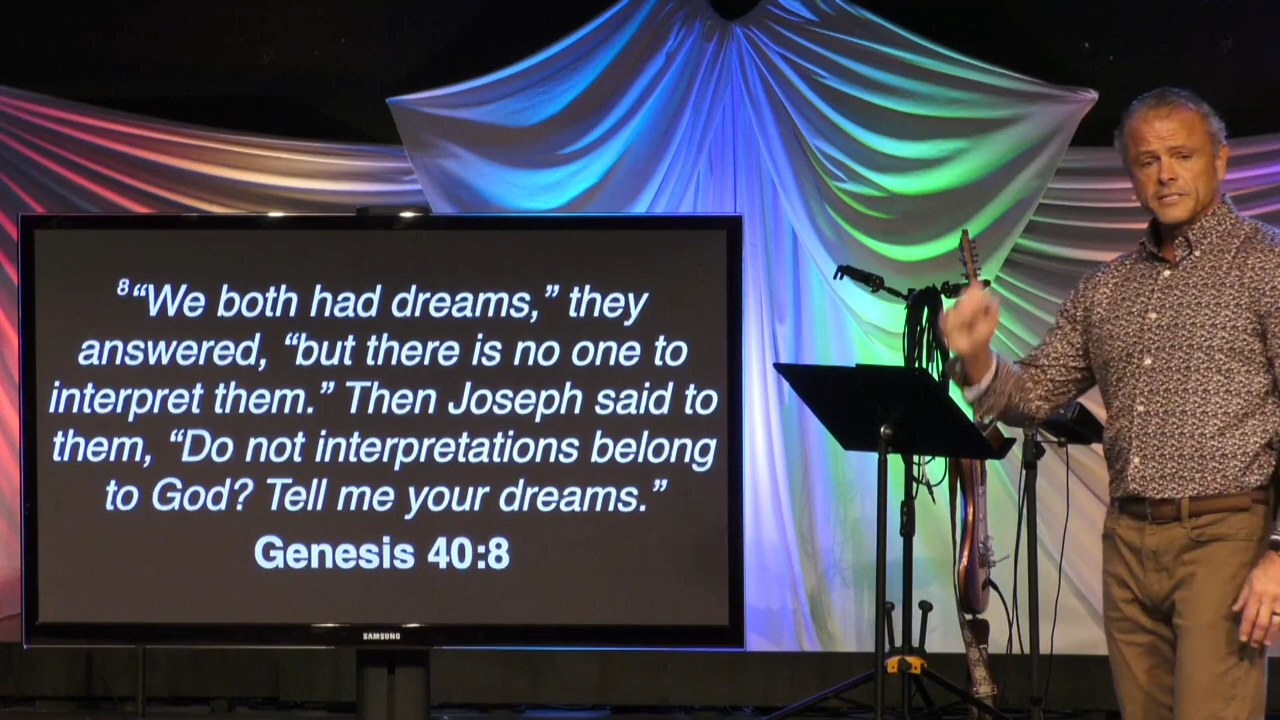 ⁸“We both had dreams,” they
answered, “but there is no one to
interpret them.” Then Joseph said to
them, “Do not interpretations belong
to God? Tell me your dreams.”
Genesis 40:8
SAMSUNG